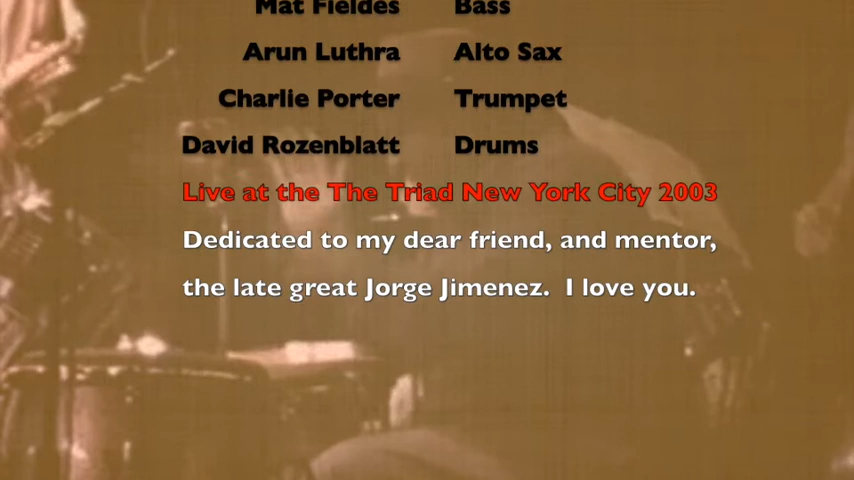 Mat Fieldes Bass
Arun Luthra Alto Sax
Charlie Porter Trumpet
David Rozenblatt Drums
Live at the The Triad New York City 2003
Dedicated to my dear friend, and mentor,
the late great Jorge Jimenez. I love you.